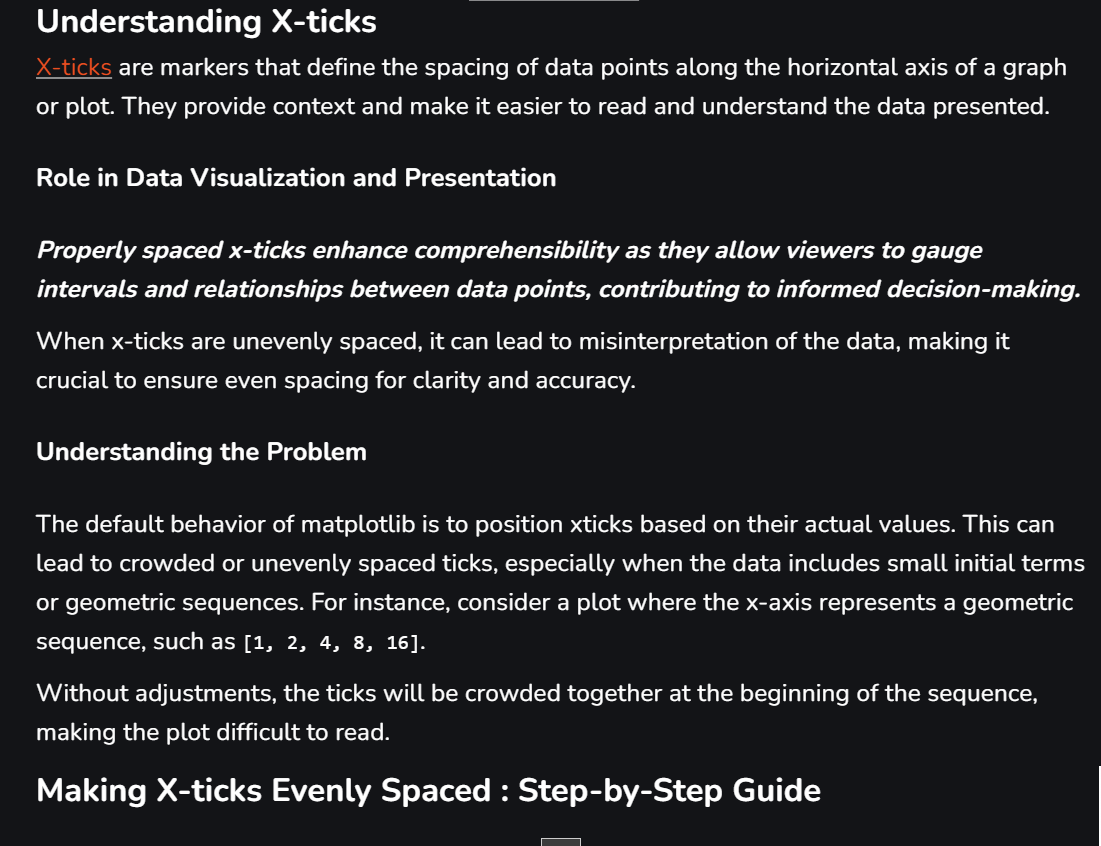 Understanding X-ticks
X-ticks are markers that define the spacing of data points along the horizontal axis of a graph
or plot. They provide context and make it easier to read and understand the data presented.
Role in Data Visualization and Presentation
Properly spaced x-ticks enhance comprehensibility as they allow viewers to gauge
intervals and relationships between data points, contributing to informed decision-making.
When x-ticks are unevenly spaced, it can lead to misinterpretation of the data, making it
crucial to ensure even spacing for clarity and accuracy.
Understanding the Problem
The default behavior of matplotlib is to position xticks based on their actual values. This can
lead to crowded or unevenly spaced ticks, especially when the data includes small initial terms
or geometric sequences. For instance, consider a plot where the x-axis represents a geometric
sequence, such as [1, 2, 4, 8, 16].
Without adjustments, the ticks will be crowded together at the beginning of the sequence,
making the plot difficult to read.
Making X-ticks Evenly Spaced : Step-by-Step Guide